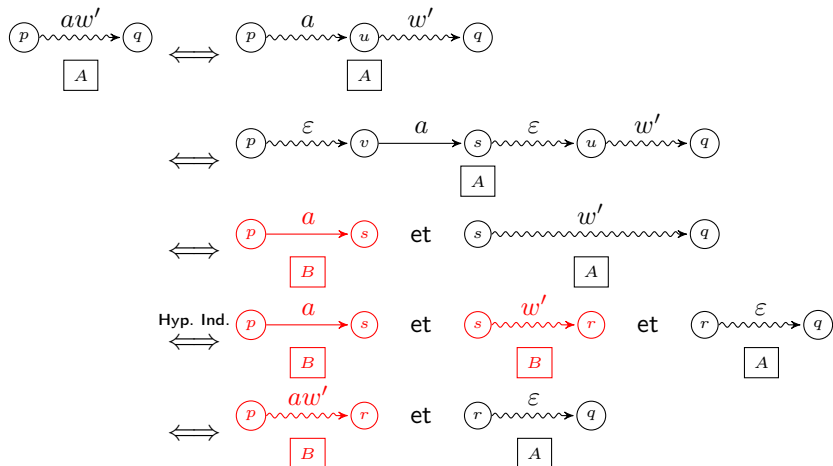 p aw′ q ⟺ p a u w′ q
A A
⟺ p ε v a s ε u w′ q
A
⟺ p a s et s w′ q
B A
Hyp. Ind. ⟺ p a s et s w′ r et r ε q
B B A
⟺ p aw′ r et r ε q
B A